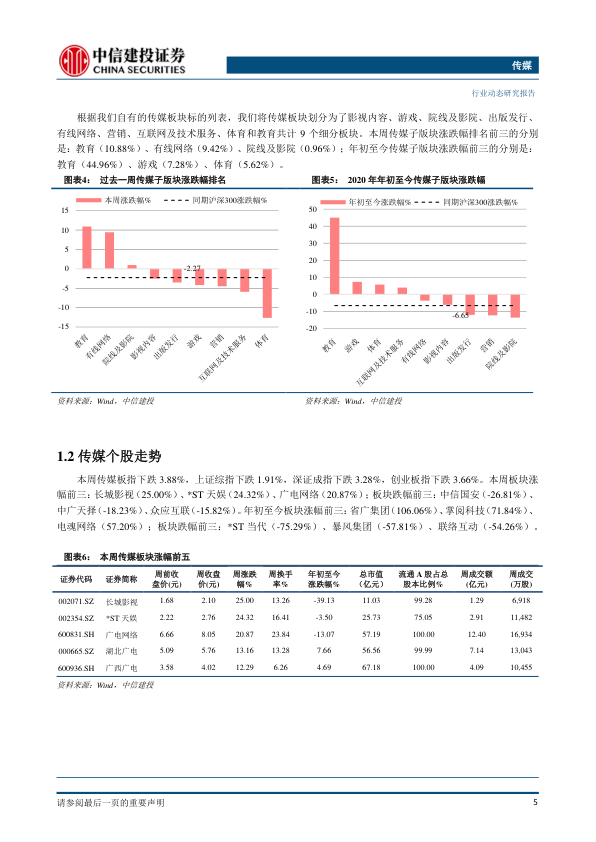 中信建投证券
CHINA SECURITIES
传媒
行业动态研究报告
根据我们自有的传媒板块标的列表，我们将传媒板块划分为了影视内容、游戏、院线及影院、出版发行、
有线网络、营销、互联网及技术服务、体育和教育共计 9 个细分板块。本周传媒子版块涨跌幅排名前三的分别
是：教育（10.88%）、有线网络（9.42%）、院线及影院（0.96%）；年初至今传媒子版块涨跌幅前三的分别是：
教育（44.96%）、游戏（7.28%）、体育（5.62%）。
图表4： 过去一周传媒子版块涨跌幅排名
本周涨跌幅% 同期沪深300涨跌幅%
15
10
5
0
-5
-10
-15
-2.27
教育 有线网络 院线及影院 影视内容 出版发行 游戏 营销 互联网及技术服务 体育
资料来源：Wind，中信建投
图表5： 2020 年年初至今传媒子版块涨跌幅
年初至今涨跌幅% 同期沪深300涨跌幅%
50
40
30
20
10
0
-10
-20
-6.65
教育 游戏 体育 互联网及技术服务 有线网络 影视内容 出版发行 营销 院线及影院
资料来源：Wind，中信建投
1.2 传媒个股走势
本周传媒板指下跌 3.88%，上证综指下跌 1.91%，深证成指下跌 3.28%，创业板指下跌 3.66%。本周板块涨
幅前三：长城影视（25.00%）、*ST 天娱（24.32%）、广电网络（20.87%）；板块跌幅前三：中信国安（-26.81%）、
中广天择（-18.23%）、众应互联（-15.82%）。年初至今板块涨幅前三：省广集团（106.06%）、掌阅科技（71.84%）、
电魂网络（57.20%）；板块跌幅前三：*ST 当代（-75.29%）、暴风集团（-57.81%）、联络互动（-54.26%）。
图表6： 本周传媒板块涨幅前五
证券代码 证券简称 周前收盘价(元) 周收盘价(元) 周涨跌幅% 周换手率% 年初至今涨跌幅% 总市值（亿元） 流通 A 股占总股本比例% 周成交额(亿元) 周成交(万股)
002071.SZ 长城影视 1.68 2.10 25.00 13.26 -39.13 11.03 99.28 1.29 6,918
002354.SZ *ST 天娱 2.22 2.76 24.32 16.41 -3.50 25.73 75.05 2.91 11,482
600831.SH 广电网络 6.66 8.05 20.87 23.84 -13.07 57.19 100.00 12.40 16,934
000665.SZ 湖北广电 5.09 5.76 13.16 13.28 7.66 56.56 99.99 7.14 13,043
600936.SH 广西广电 3.58 4.02 12.29 6.26 4.69 67.18 100.00 4.09 10,455
资料来源：Wind，中信建投
请参阅最后一页的重要声明
5